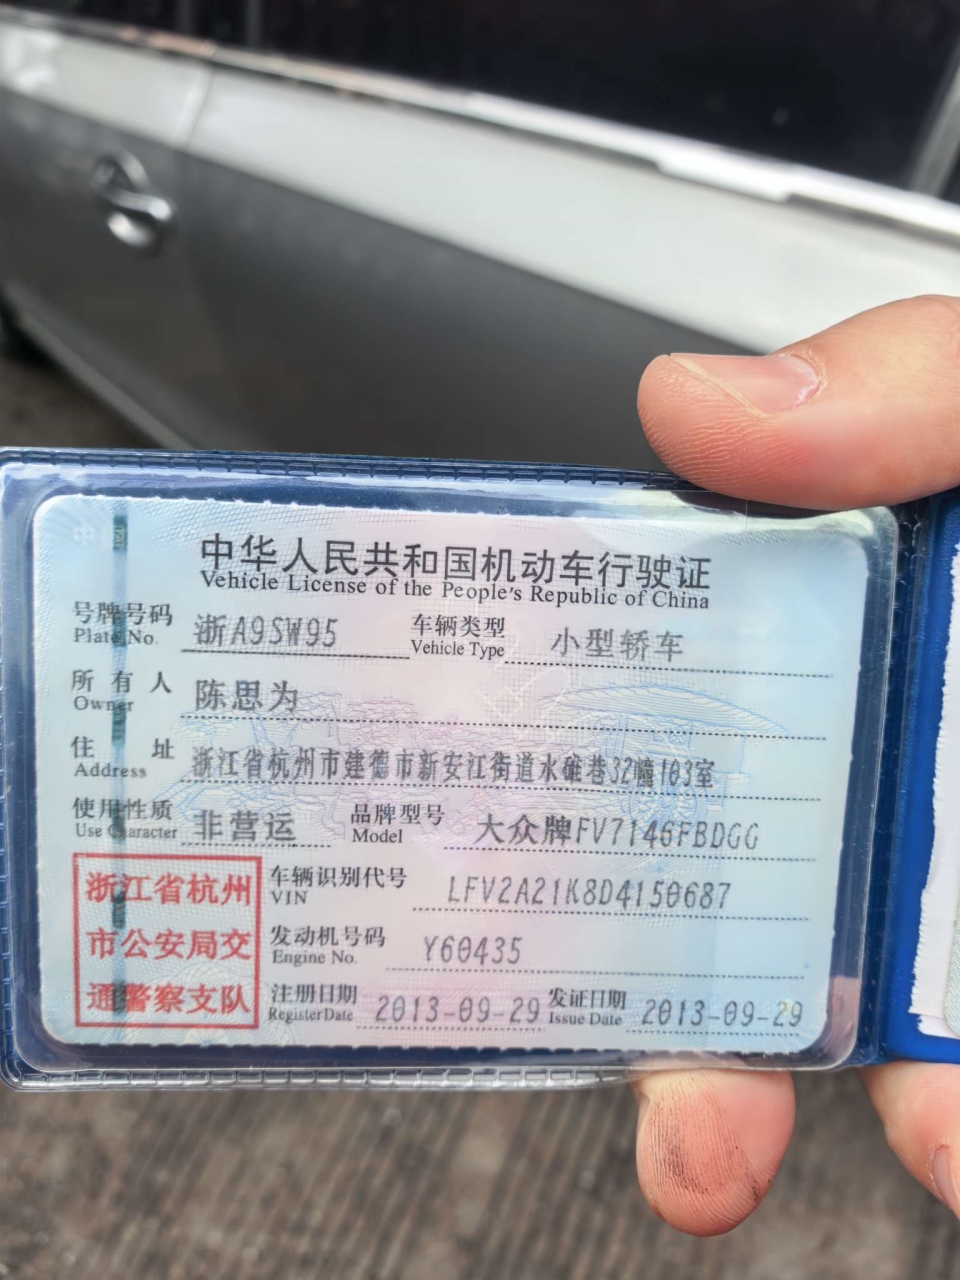 中华人民共和国机动车行驶证
Vehicle License of the People's Republic of China
号牌号码 浙A9SW95 车辆类型 小型轿车
Plate No. Vehicle Type
所有人 陈思为
Owner
住址 浙江省杭州市建德市新安江街道水碓巷32幢103室
Address
使用性质 非营运 品牌型号 大众牌FV7146FBDGG
Use Character Model
浙江省杭州
市公安局交
通警察支队
车辆识别代号 LFV2A21K8D4150687
VIN
发动机号码 Y60435
Engine No.
注册日期 2013-09-29 发证日期 2013-09-29
Register Date Issue Date